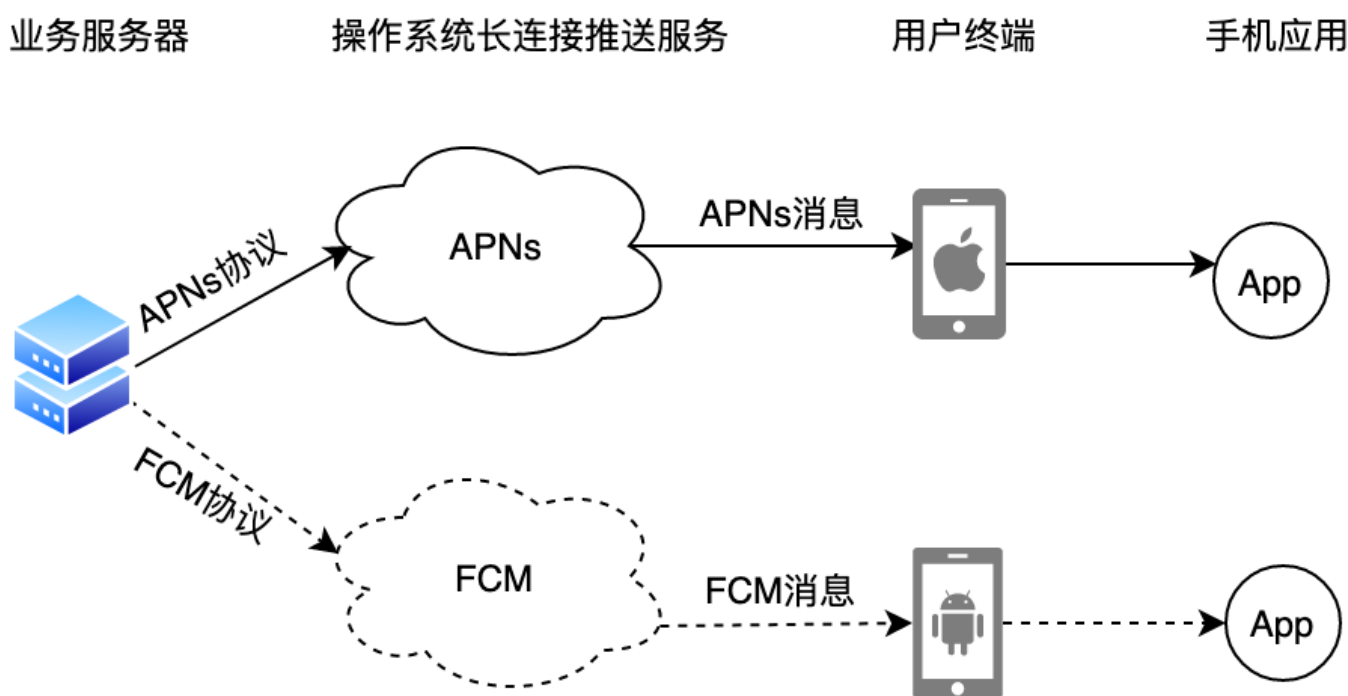 业务服务器
操作系统长连接推送服务
用户终端
手机应用
APNs协议
APNs
APNs消息
App
FCM协议
FCM
FCM消息
App